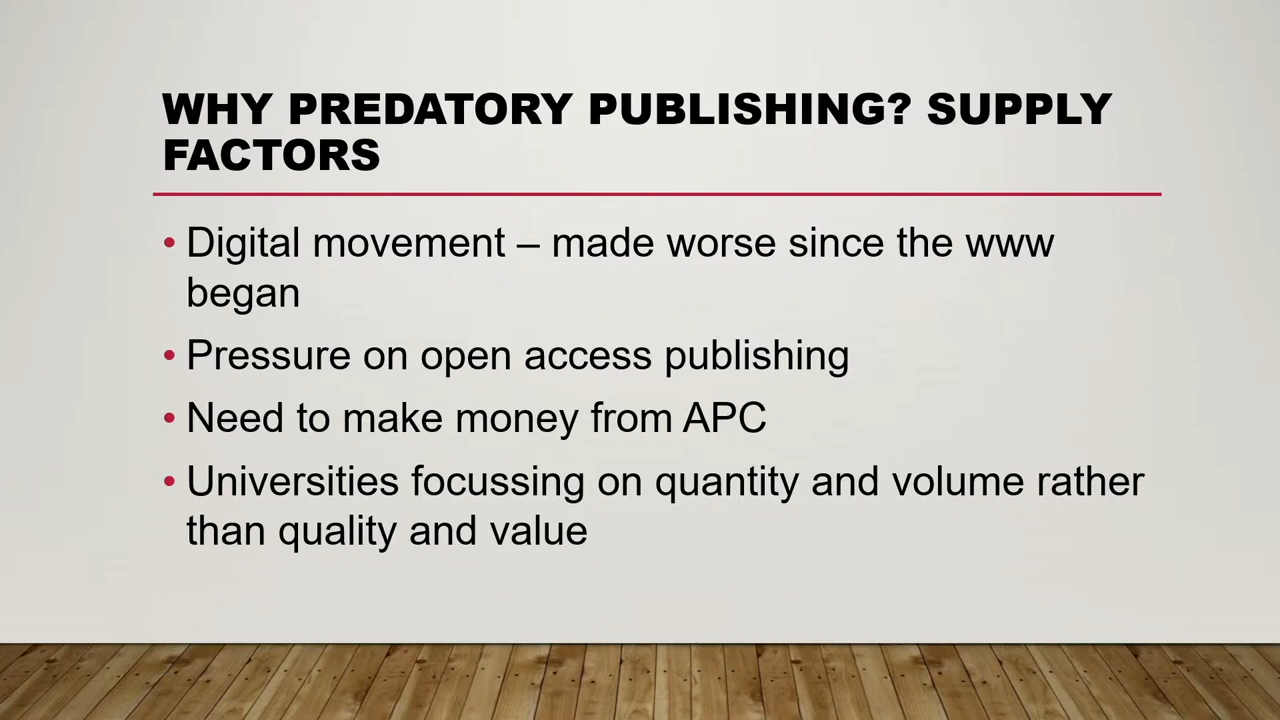 WHY PREDATORY PUBLISHING? SUPPLY
FACTORS
• Digital movement – made worse since the www
began
• Pressure on open access publishing
• Need to make money from APC
• Universities focussing on quantity and volume rather
than quality and value